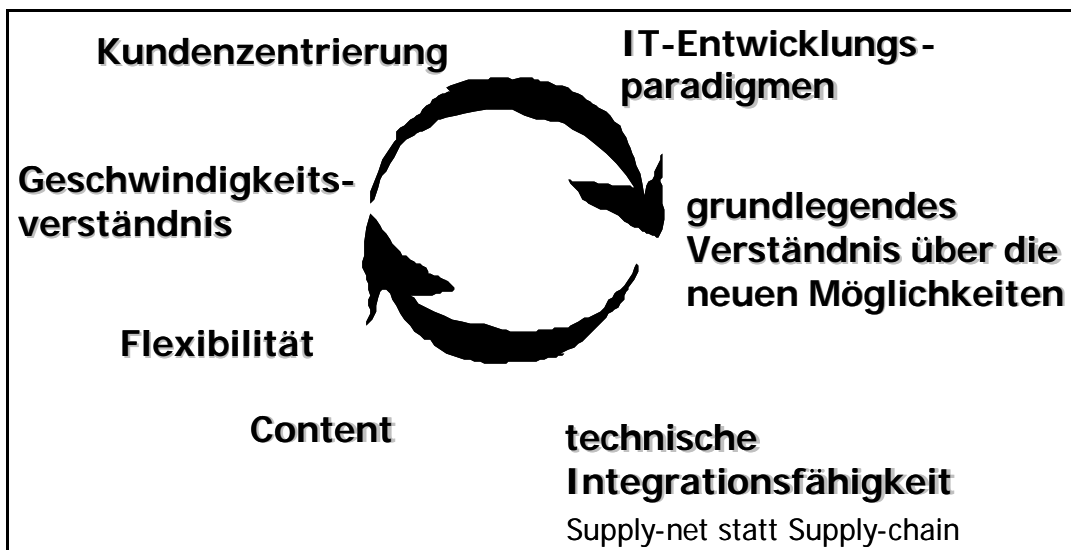 Kundenzentrierung
IT-Entwicklungs-
paradigmen
Geschwindigkeits-
verständnis
grundlegendes
Verständnis über die
neuen Möglichkeiten
Flexibilität
Content
technische
Integrationsfähigkeit
Supply-net statt Supply-chain